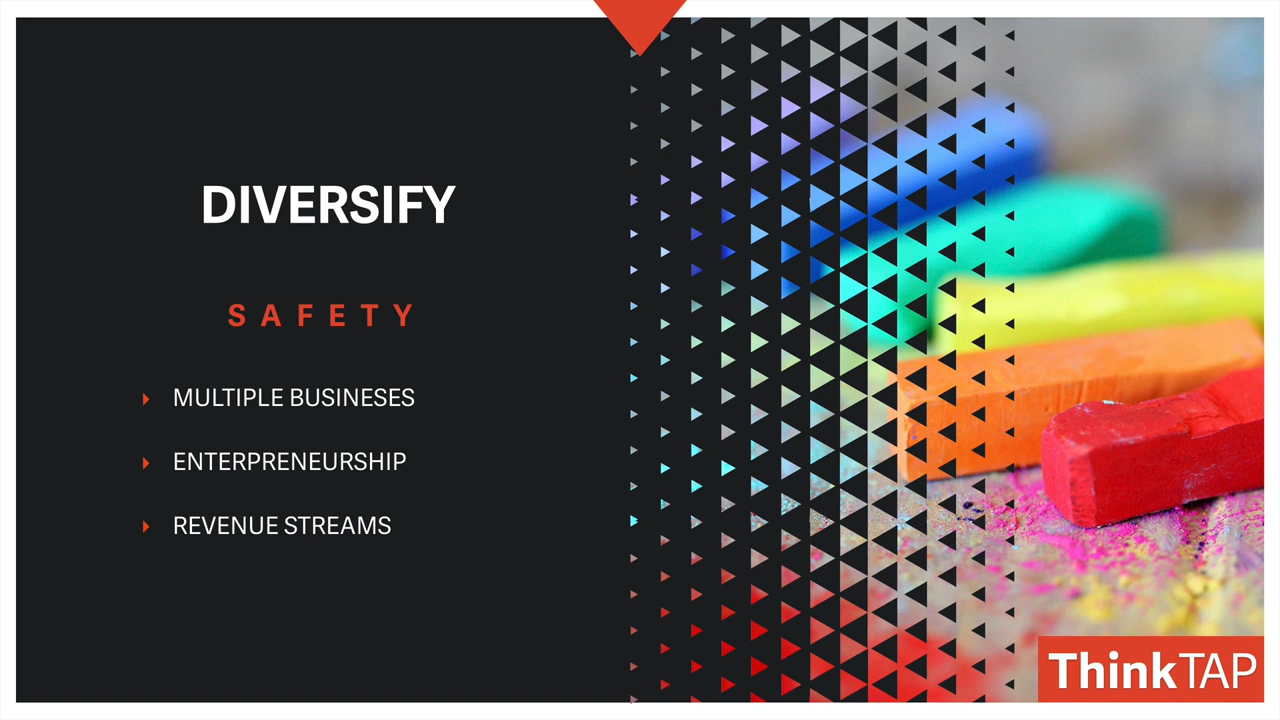 DIVERSIFY
SAFETY
MULTIPLE BUSINESES
ENTERPRENEURSHIP
REVENUE STREAMS
ThinkTAP